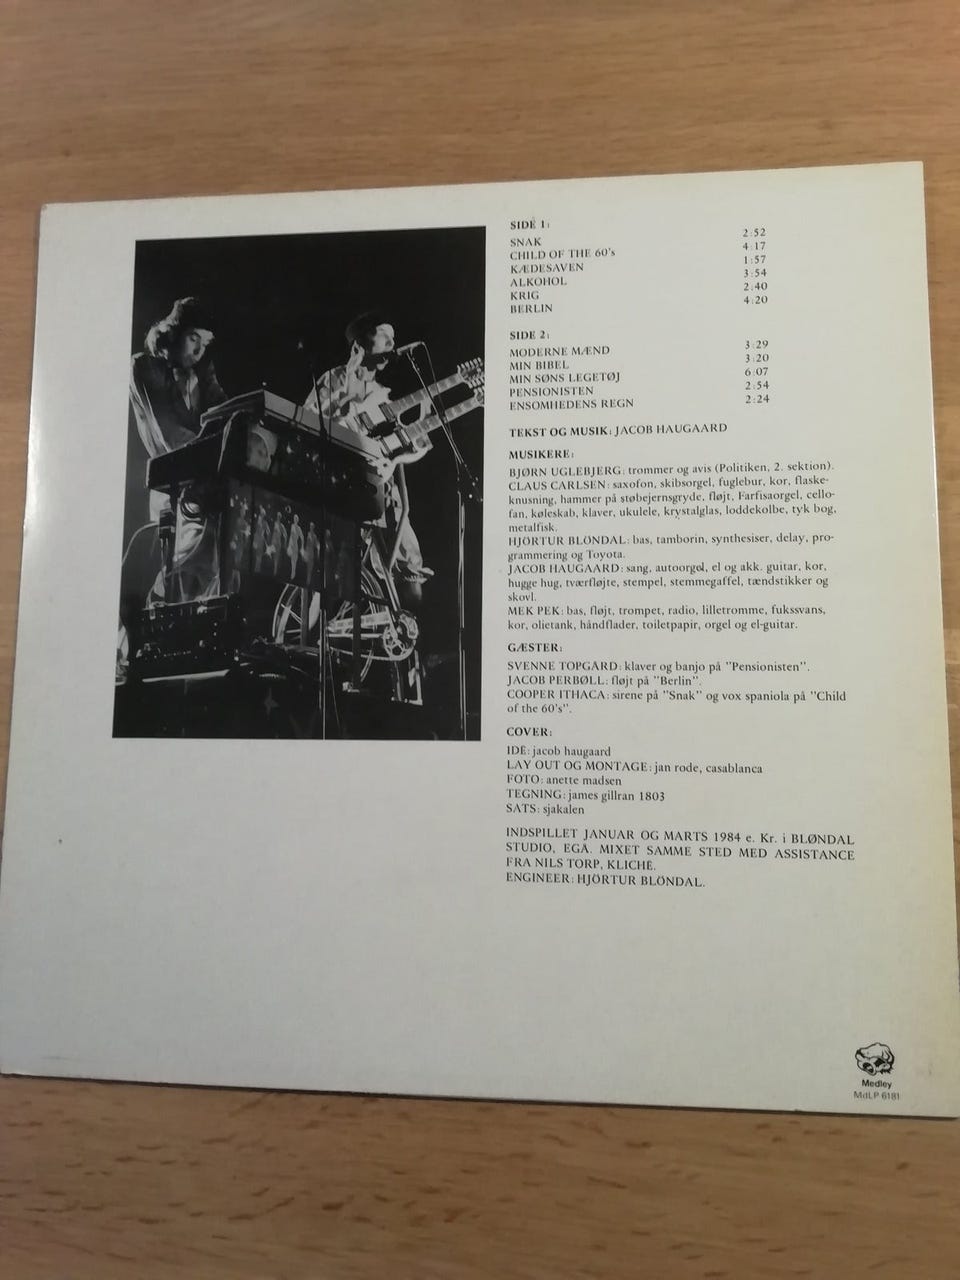 SIDE 1:
SNAK 2:52
CHILD OF THE 60's 4:17
KÆDESAVEN 1:57
ALKOHOL 3:54
KRIG 2:40
BERLIN 4:20
SIDE 2:
MODERNE MÆND 3:29
MIN BIBEL 3:20
MIN SØNS LEGETØJ 6:07
PENSIONISTEN 2:54
ENSOMHEDENS REGN 2:24
TEKST OG MUSIK: JACOB HAUGAARD
MUSIKERE:
BJØRN UGLEBJERG: trommer og avis (Politiken, 2. sektion).
CLAUS CARLSEN: saxofon, skibsorgel, fuglebur, kor, flaske-
knusning, hammer på støbejernsgryde, fløjt, Farfisaorgel, cello-
fan, køleskab, klaver, ukulele, krystalglas, loddekolbe, tyk bog,
metalfisk.
HJÖRTUR BLÖNDAL: bas, tamborin, synthesiser, delay, pro-
grammering og Toyota.
JACOB HAUGAARD: sang, autoorgel, el og akk. guitar, kor,
hugge hug, tværfløjte, stempel, stemmegaffel, tændstikker og
skovl.
MEK PEK: bas, fløjt, trompet, radio, lilletromme, fukssvans,
kor, olietank, håndflader, toiletpapir, orgel og el-guitar.
GÆSTER:
SVENNE TOPGÅRD: klaver og banjo på "Pensionisten".
JACOB PERBØLL: fløjt på "Berlin".
COOPER ITHACA: sirene på "Snak" og vox spaniola på "Child
of the 60's".
COVER:
IDÉ: jacob haugaard
LAY OUT OG MONTAGE: jan rode, casablanca
FOTO: anette madsen
TEGNING: james gillran 1803
SATS: sjakalen
INDSPILLET JANUAR OG MARTS 1984 e. Kr. i BLØNDAL
STUDIO, EGÅ. MIXET SAMME STED MED ASSISTANCE
FRA NILS TORP, KLICHÉ.
ENGINEER: HJÖRTUR BLÖNDAL.
Medley
MdLP 6181